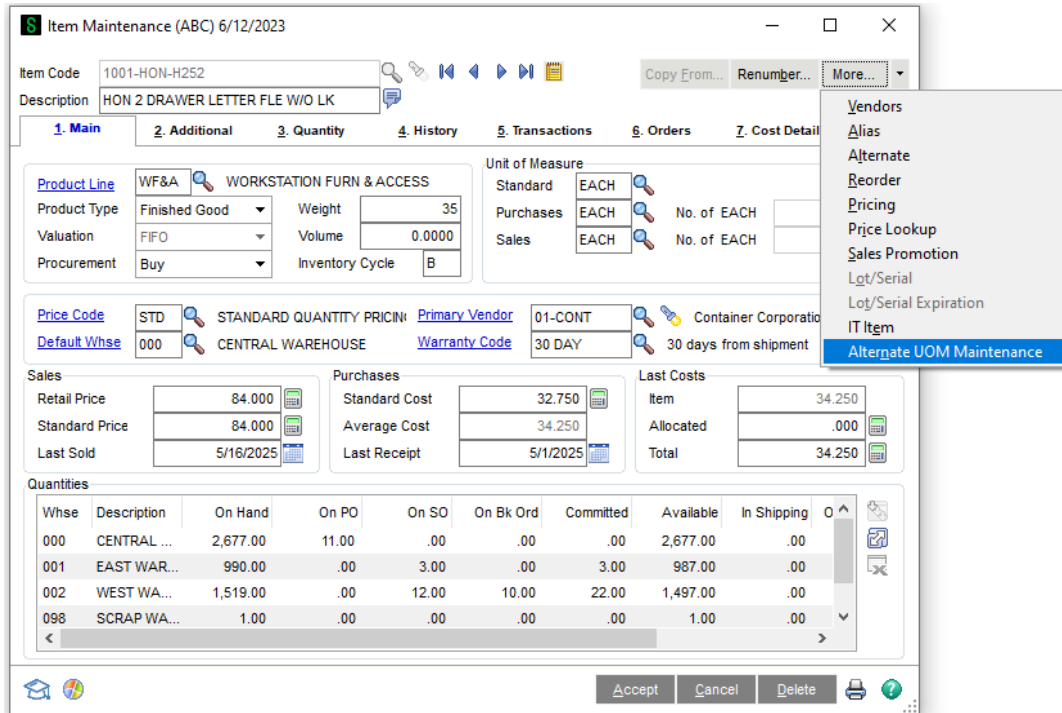 S Item Maintenance (ABC) 6/12/2023
Item Code 1001-HON-H252 Copy From... Renumber... More...
Description HON 2 DRAWER LETTER FLE W/O LK
1. Main 2. Additional 3. Quantity 4. History 5. Transactions 6. Orders 7. Cost Detail
Vendors
Alias
Alternate
Reorder
Pricing
Price Lookup
Sales Promotion
Lot/Serial
Lot/Serial Expiration
IT Item
Alternate UOM Maintenance
Product Line WF&A WORKSTATION FURN & ACCESS
Product Type Finished Good Weight 35
Valuation FIFO Volume 0.0000
Procurement Buy Inventory Cycle B
Unit of Measure
Standard EACH
Purchases EACH No. of EACH
Sales EACH No. of EACH
Price Code STD STANDARD QUANTITY PRICIN Primary Vendor 01-CONT Container Corporatio
Default Whse 000 CENTRAL WAREHOUSE Warranty Code 30 DAY 30 days from shipment
Sales
Retail Price 84.000
Standard Price 84.000
Last Sold 5/16/2025
Purchases
Standard Cost 32.750
Average Cost 34.250
Last Receipt 5/1/2025
Last Costs
Item 34.250
Allocated .000
Total 34.250
Quantities
Whse Description On Hand On PO On SO On Bk Ord Committed Available In Shipping O
000 CENTRAL ... 2,677.00 11.00 .00 .00 .00 2,677.00 .00
001 EAST WAR... 990.00 .00 3.00 .00 3.00 987.00 .00
002 WEST WA... 1,519.00 .00 12.00 10.00 22.00 1,497.00 .00
098 SCRAP WA... 1.00 .00 .00 .00 .00 1.00 .00
Accept Cancel Delete